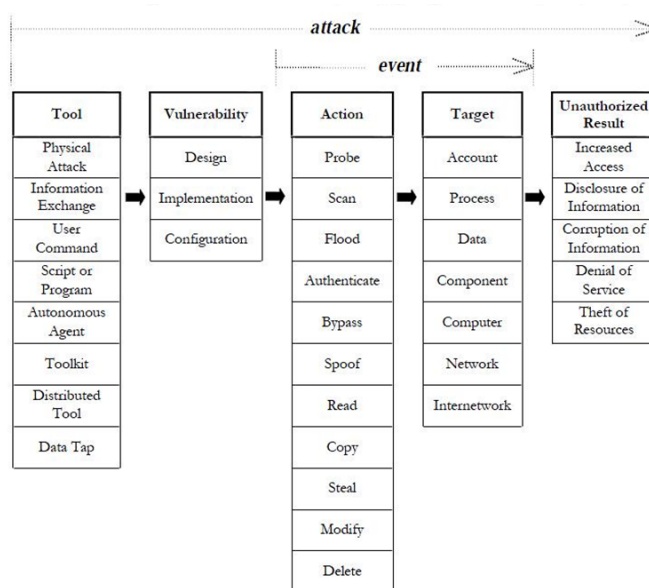 attack
event
Tool
Physical
Attack
Information
Exchange
User
Command
Script or
Program
Autonomous
Agent
Toolkit
Distributed
Tool
Data Tap
Vulnerability
Design
Implementation
Configuration
Action
Probe
Scan
Flood
Authenticate
Bypass
Spoof
Read
Copy
Steal
Modify
Delete
Target
Account
Process
Data
Component
Computer
Network
Internetwork
Unauthorized
Result
Increased
Access
Disclosure of
Information
Corruption of
Information
Denial of
Service
Theft of
Resources